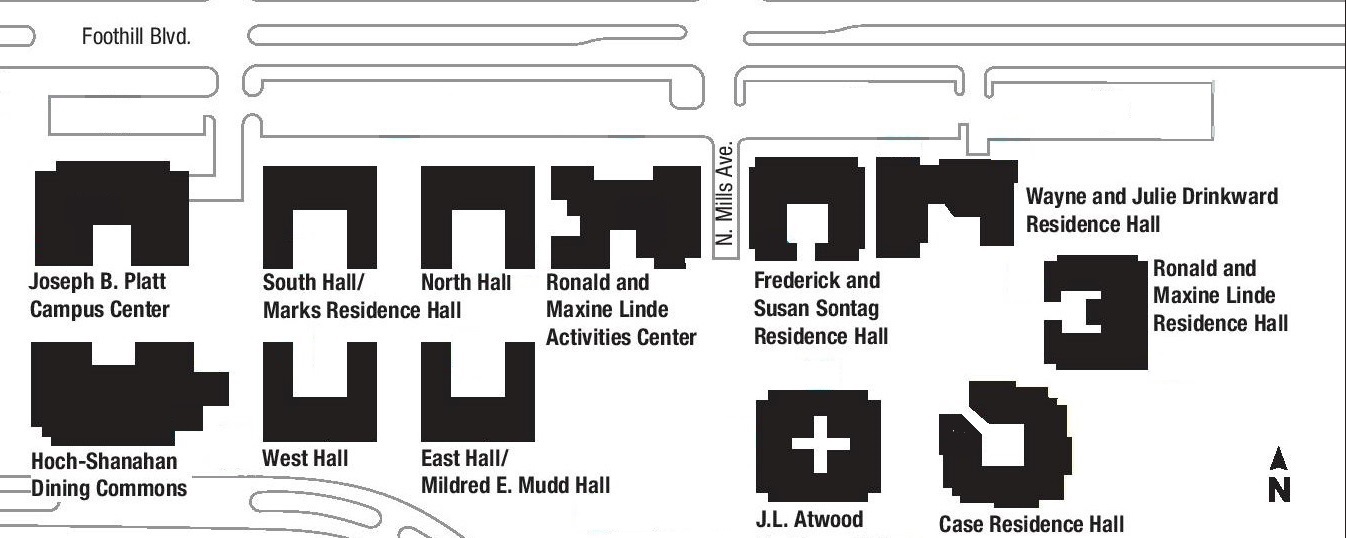 Foothill Blvd.
N. Mills Ave.
Joseph B. Platt
Campus Center
South Hall/
Marks Residence Hall
North Hall
Ronald and
Maxine Linde
Activities Center
Frederick and
Susan Sontag
Residence Hall
Wayne and Julie Drinkward
Residence Hall
Ronald and
Maxine Linde
Residence Hall
Hoch-Shanahan
Dining Commons
West Hall
East Hall/
Mildred E. Mudd Hall
J.L. Atwood
Case Residence Hall
N